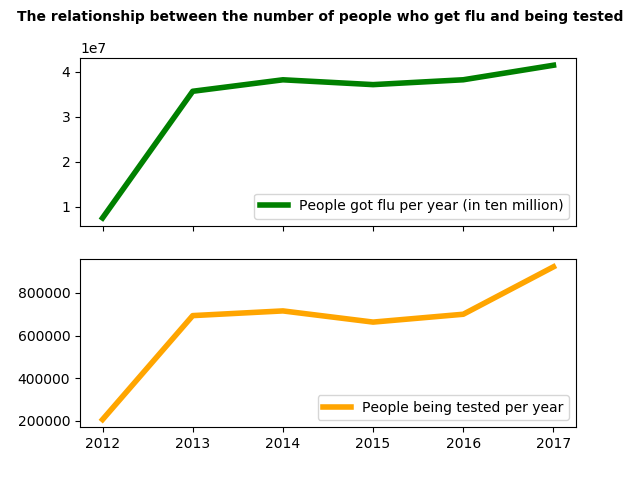 The relationship between the number of people who get flu and being tested
1e7
4
3
2
1
People got flu per year (in ten million)
800000
600000
400000
200000
People being tested per year
2012 2013 2014 2015 2016 2017